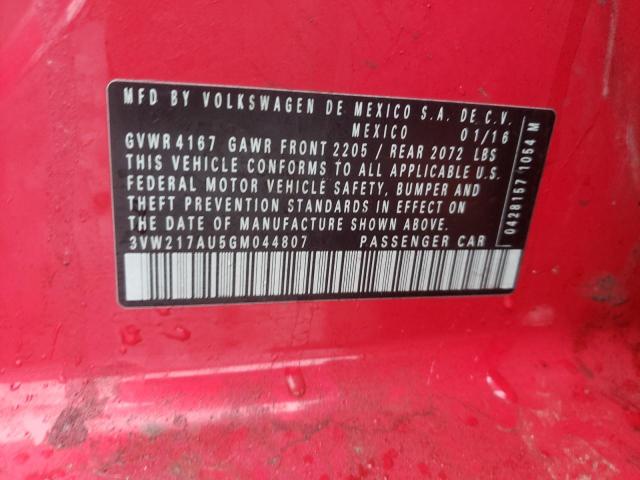 MFD BY VOLKSWAGEN DE MEXICO S.A. DE C.V.
MEXICO 01/16
GVWR 4167 GAWR FRONT 2205 / REAR 2072 LBS
THIS VEHICLE CONFORMS TO ALL APPLICABLE U.S.
FEDERAL MOTOR VEHICLE SAFETY, BUMPER AND
THEFT PREVENTION STANDARDS IN EFFECT ON
THE DATE OF MANUFACTURE SHOWN ABOVE.
3VW217AU5GM044807 PASSENGER CAR
0428157 1054 M